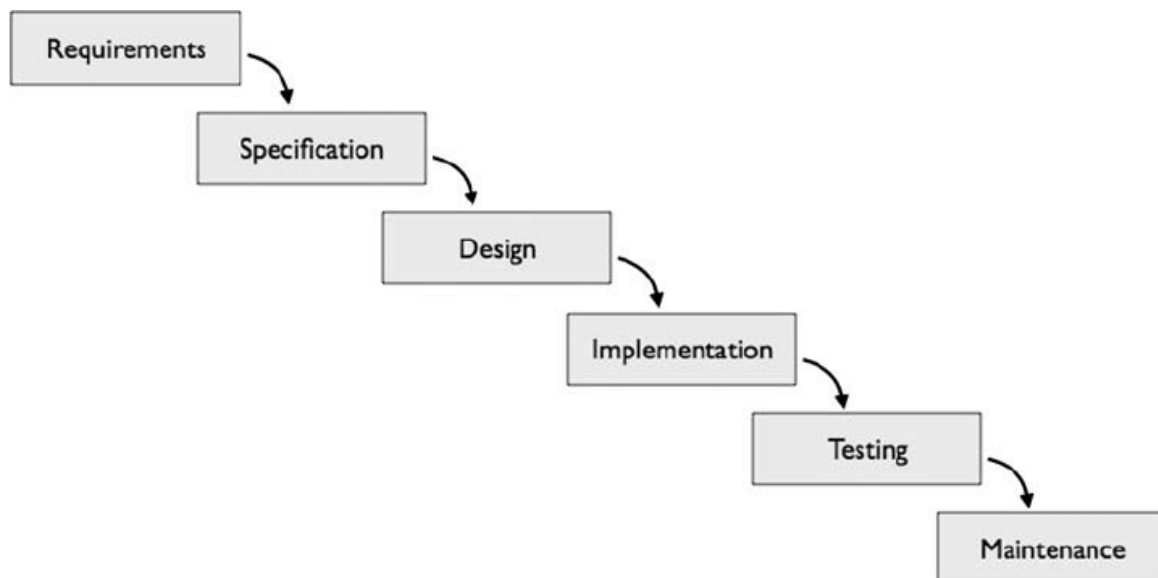 Requirements
Specification
Design
Implementation
Testing
Maintenance